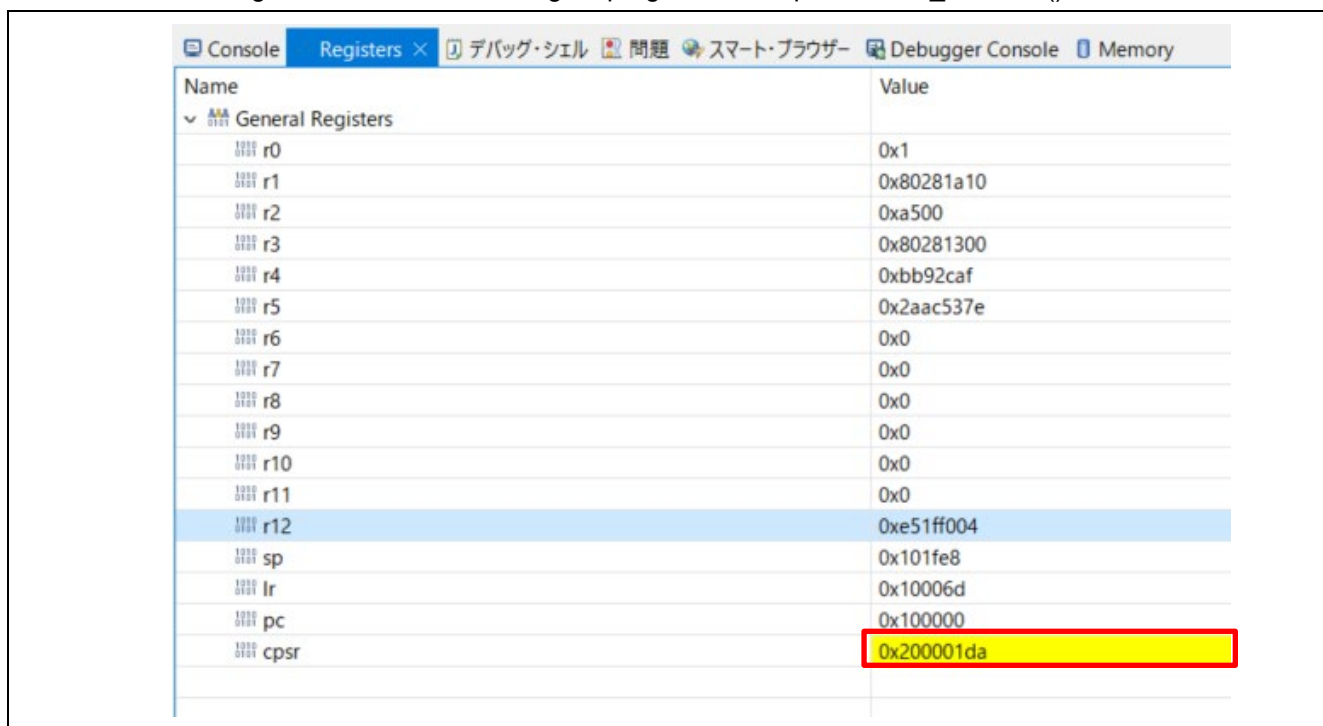 Console Registers × デバッグ・シェル 問題 スマート・ブラウザー Debugger Console Memory
Name Value
General Registers
r0 0x1
r1 0x80281a10
r2 0xa500
r3 0x80281300
r4 0xbb92caf
r5 0x2aac537e
r6 0x0
r7 0x0
r8 0x0
r9 0x0
r10 0x0
r11 0x0
r12 0xe51ff004
sp 0x101fe8
lr 0x10006d
pc 0x100000
cpsr 0x200001da